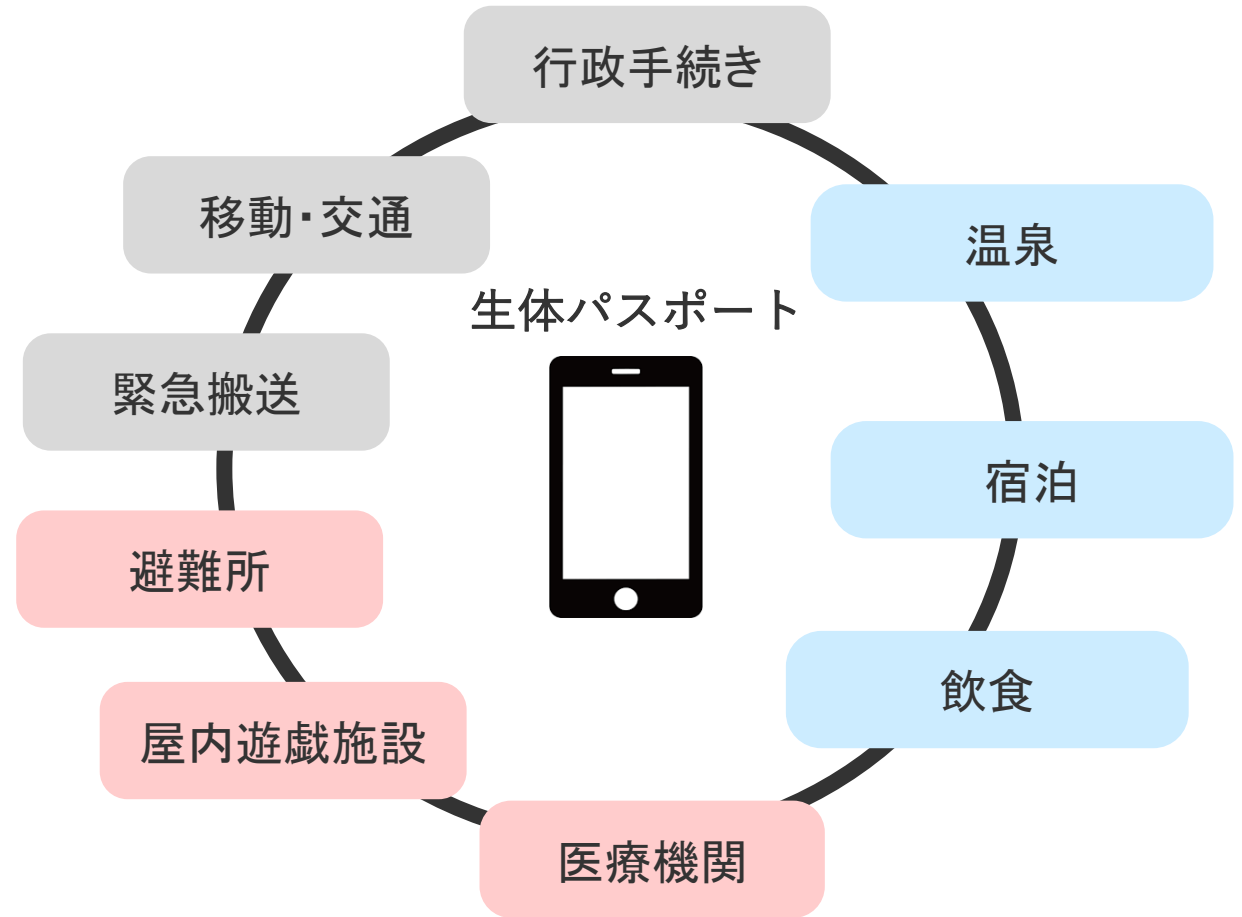 行政手続き
移動・交通
温泉
生体パスポート
緊急搬送
宿泊
避難所
飲食
屋内遊戯施設
医療機関